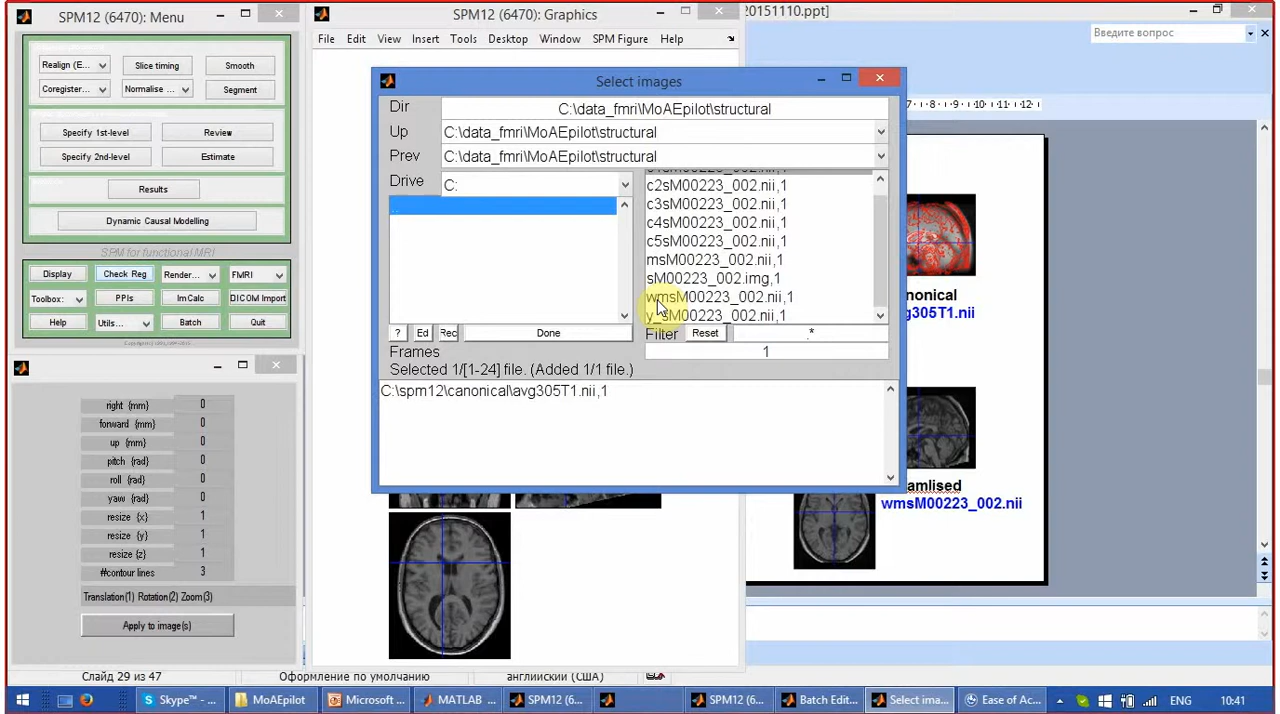 SPM12 (6470): Menu
Realign (E...
Slice timing
Smooth
Coregister...
Normalise ...
Segment
Specify 1st-level
Review
Specify 2nd-level
Estimate
Results
Dynamic Causal Modelling
SPM for functional MRI
Display
Check Reg
Render...
FMRI
Toolbox:
PPIs
ImCalc
DICOM Import
Help
Utils...
Batch
Quit
right {mm} 0
forward {mm} 0
up {mm} 0
pitch {rad} 0
roll {rad} 0
yaw {rad} 0
resize {x} 1
resize {y} 1
resize {z} 1
#contour lines 3
Translation(1) Rotation(2) Zoom(3)
Apply to image(s)
SPM12 (6470): Graphics
File Edit View Insert Tools Desktop Window SPM Figure Help
Select images
Dir C:\data_fmri\MoAEpilot\structural
Up C:\data_fmri\MoAEpilot\structural
Prev C:\data_fmri\MoAEpilot\structural
Drive C:
..
c2sM00223_002.nii,1
c3sM00223_002.nii,1
c4sM00223_002.nii,1
c5sM00223_002.nii,1
msM00223_002.nii,1
sM00223_002.img,1
wmsM00223_002.nii,1
y_sM00223_002.nii,1
? Ed Rec Done
Filter Reset .*
Frames 1
Selected 1/[1-24] file. (Added 1/1 file.)
C:\spm12\canonical\avg305T1.nii,1
20151110.ppt]
Введите вопрос
7 8 9 10 11 12
nonical
g305T1.nii
amlised
wmsM00223_002.nii
Слайд 29 из 47
Оформление по умолчанию
английский (США)
Skype™ - ...
MoAEpilot
Microsoft ...
MATLAB ...
SPM12 (6...
SPM12 (6...
Batch Edit...
Select ima...
Ease of Ac...
ENG
10:41